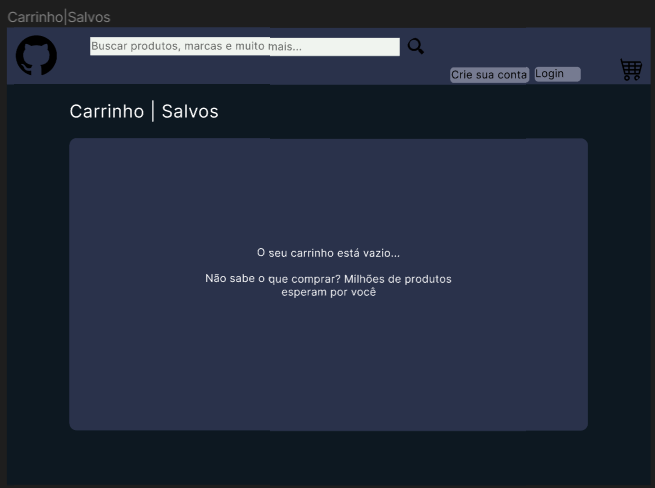 Carrinho|Salvos
Buscar produtos, marcas e muito mais...
Crie sua conta
Login
Carrinho | Salvos
O seu carrinho está vazio...
Não sabe o que comprar? Milhões de produtos
esperam por você